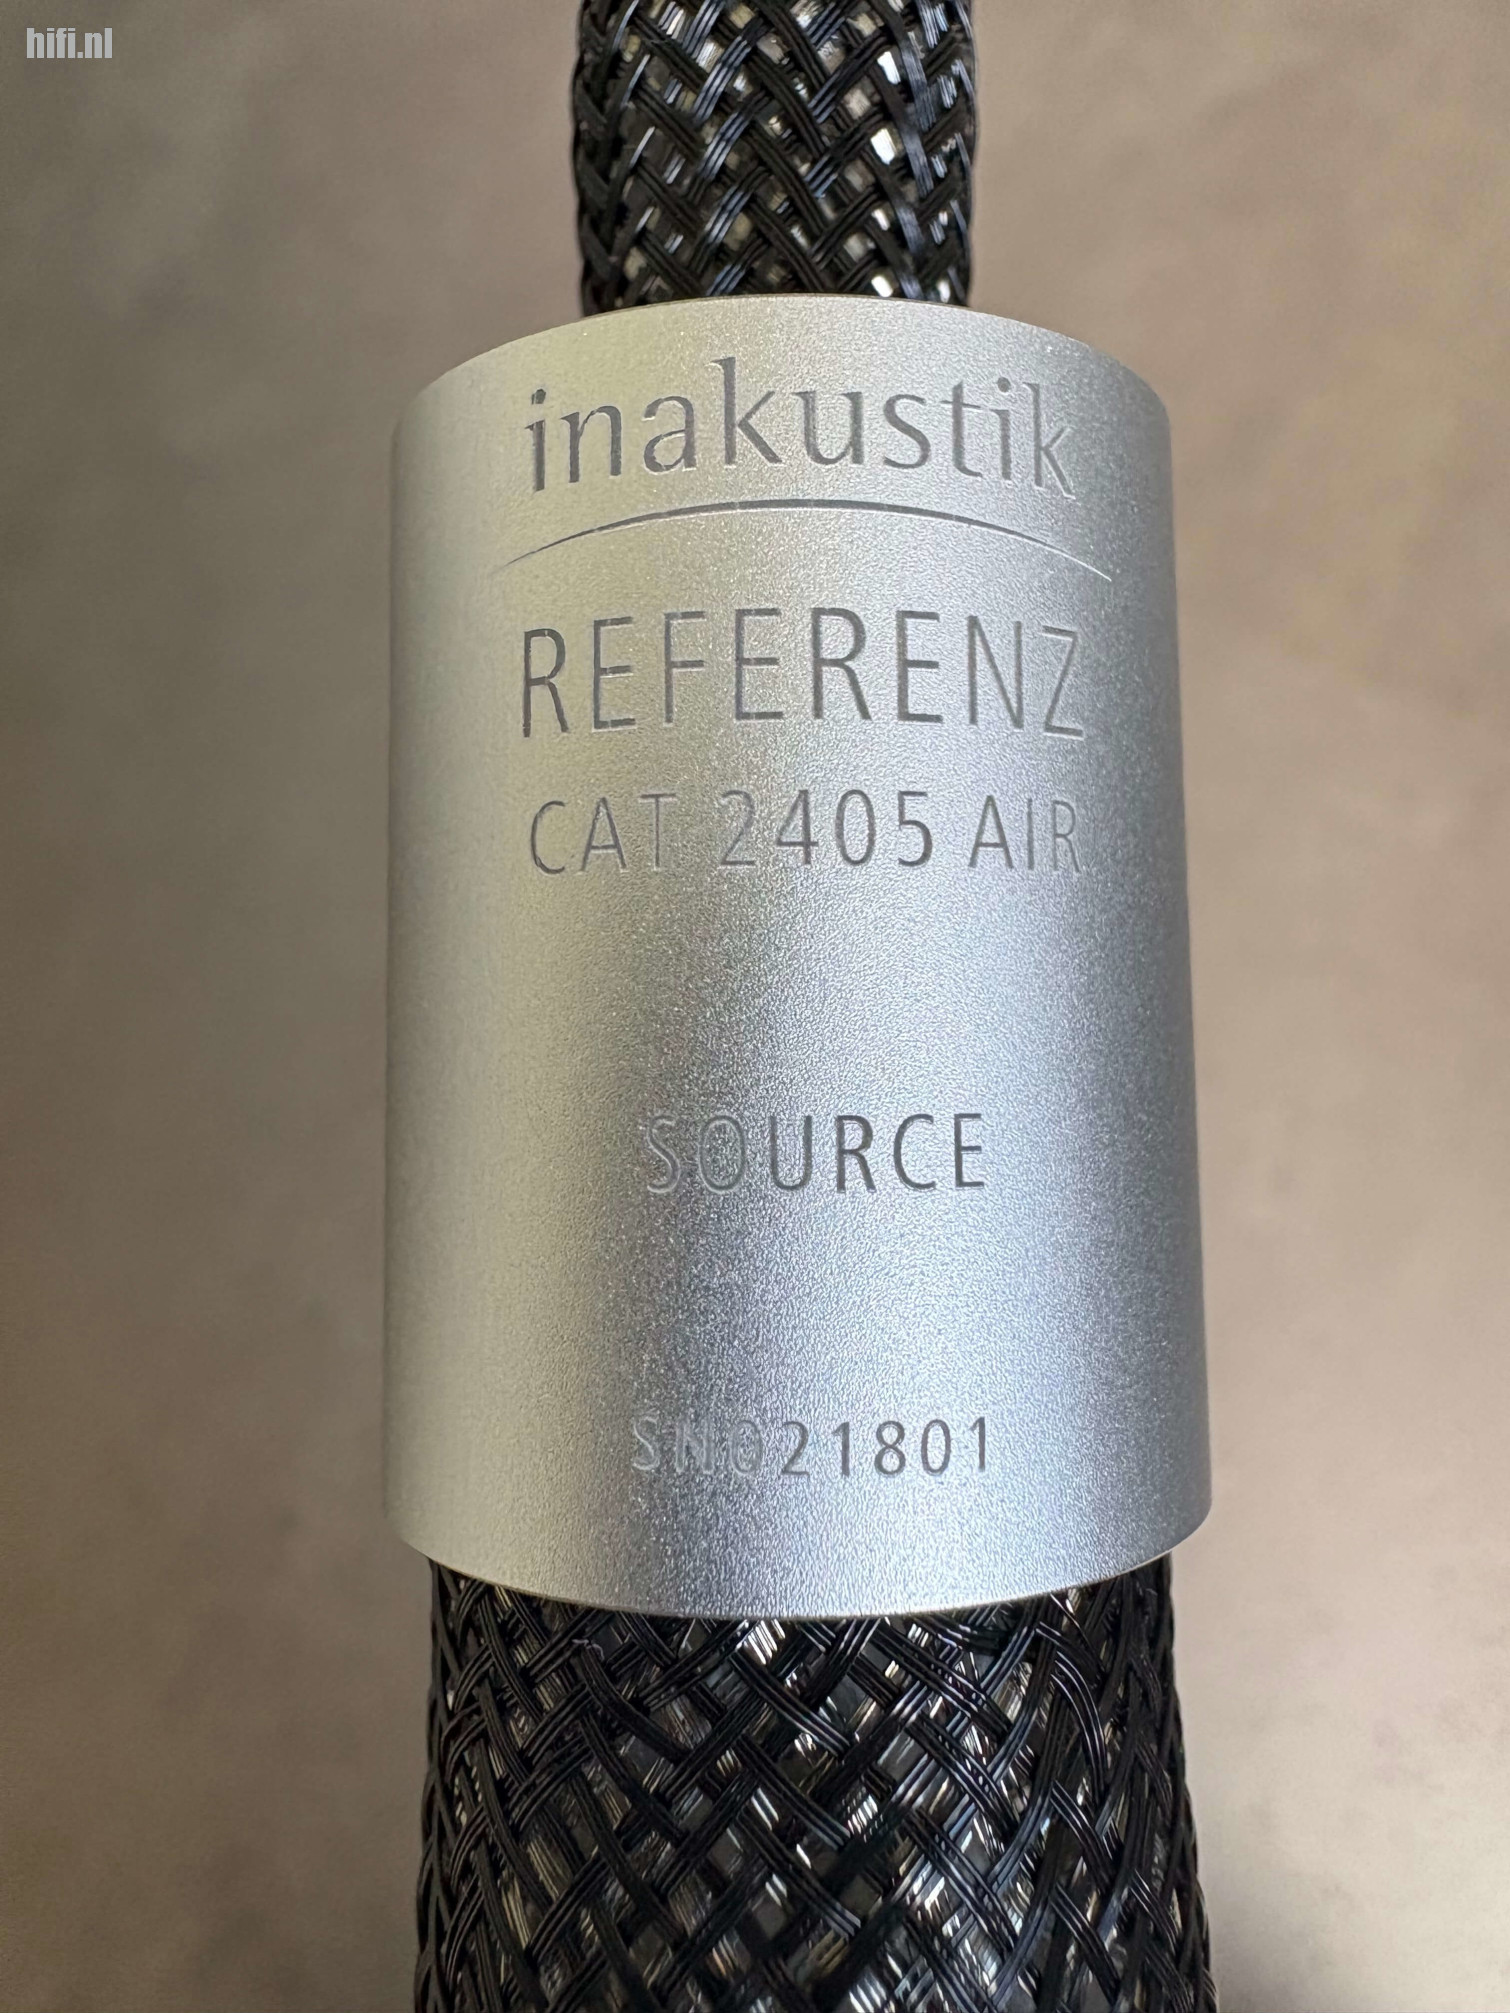 hifi.nl
inakustik
REFERENZ
CAT 2405 AIR
SOURCE
SN021801